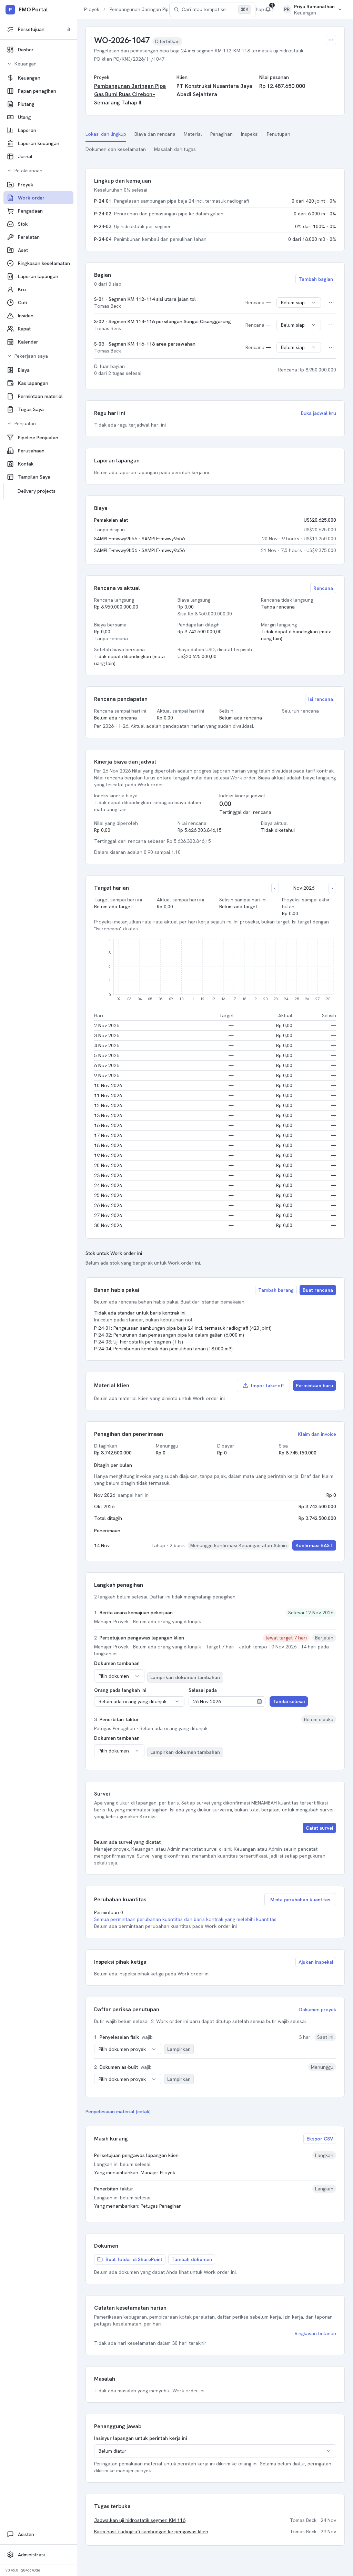 PMO Portal
Persetujuan 6
Dasbor
Keuangan
Keuangan
Papan penagihan
Piutang
Utang
Laporan
Laporan keuangan
Jurnal
Pelaksanaan
Proyek
Work order
Pengadaan
Stok
Peralatan
Aset
Ringkasan keselamatan
Laporan lapangan
Kru
Cuti
Insiden
Rapat
Kalender
Pekerjaan saya
Biaya
Kas lapangan
Permintaan material
Tugas Saya
Penjualan
Pipeline Penjualan
Perusahaan
Kontak
Tampilan Saya
Delivery projects
Asisten
Administrasi
Proyek / Pembangunan Jaringan Pip
Cari atau lompat ke… ⌘K
hap II
1
PR
Priya Ramanathan
Keuangan
WO-2026-1047 Diterbitkan
Pengelasan dan pemasangan pipa baja 24 inci segmen KM 112–KM 118 termasuk uji hidrostatik
PO klien PO/KNJ/2026/11/1047
Proyek
Pembangunan Jaringan Pipa Gas Bumi Ruas Cirebon–Semarang Tahap II
Klien
PT Konstruksi Nusantara Jaya Abadi Sejahtera
Nilai pesanan
Rp 12.487.650.000
Lokasi dan lingkup
Biaya dan rencana
Material
Penagihan
Inspeksi
Penutupan
Dokumen dan keselamatan
Masalah dan tugas
Lingkup dan kemajuan
Keseluruhan 0% selesai
P-24-01 Pengelasan sambungan pipa baja 24 inci, termasuk radiografi 0 dari 420 joint · 0%
P-24-02 Penurunan dan pemasangan pipa ke dalam galian 0 dari 6.000 m · 0%
P-24-03 Uji hidrostatik per segmen 0% dari 100% · 0%
P-24-04 Penimbunan kembali dan pemulihan lahan 0 dari 18.000 m3 · 0%
Bagian
0 dari 3 siap
Tambah bagian
S-01 · Segmen KM 112–114 sisi utara jalan tol
Tomas Beck
Rencana — Belum siap
S-02 · Segmen KM 114–116 persilangan Sungai Cisanggarung
Tomas Beck
Rencana — Belum siap
S-03 · Segmen KM 116–118 area persawahan
Tomas Beck
Rencana — Belum siap
Di luar bagian
0 dari 2 tugas selesai
Rencana Rp 8.950.000.000
Regu hari ini
Buka jadwal kru
Tidak ada regu terjadwal hari ini.
Laporan lapangan
Belum ada laporan lapangan pada perintah kerja ini.
Biaya
Pemakaian alat US$20.625.000
Tanpa disiplin US$20.625.000
SAMPLE-mwwy9b56 · SAMPLE-mwwy9b56 20 Nov · 9 hours · US$11.250.000
SAMPLE-mwwy9b56 · SAMPLE-mwwy9b56 21 Nov · 7,5 hours · US$9.375.000
Rencana vs aktual
Rencana
Rencana langsung
Rp 8.950.000.000,00
Biaya langsung
Rp 0,00
Sisa Rp 8.950.000.000,00
Rencana tidak langsung
Tanpa rencana
Biaya bersama
Rp 0,00
Tanpa rencana
Pendapatan ditagih
Rp 3.742.500.000,00
Margin langsung
Tidak dapat dibandingkan (mata uang lain)
Setelah biaya bersama
Tidak dapat dibandingkan (mata uang lain)
Biaya dalam USD, dicatat terpisah
US$20.625.000,00
Rencana pendapatan
Isi rencana
Rencana sampai hari ini
Belum ada rencana
Aktual sampai hari ini
Rp 0,00
Selisih
Belum ada rencana
Seluruh rencana
—
Per 2026-11-26. Aktual adalah pendapatan harian yang sudah divalidasi.
Kinerja biaya dan jadwal
Per 26 Nov 2026 Nilai yang diperoleh adalah progres laporan harian yang divalidasi pada tarif kontrak. Nilai rencana berjalan lurus antara tanggal mulai dan selesai Work order. Biaya aktual adalah biaya langsung yang tercatat pada Work order.
Indeks kinerja biaya
Tidak dapat dibandingkan: sebagian biaya dalam mata uang lain
Indeks kinerja jadwal
0.00
Tertinggal dari rencana
Nilai yang diperoleh
Rp 0,00
Nilai rencana
Rp 5.626.303.846,15
Biaya aktual
Tidak diketahui
Tertinggal dari rencana sebesar Rp 5.626.303.846,15
Dalam kisaran adalah 0.90 sampai 1.10.
Target harian
Nov 2026
Target sampai hari ini
Belum ada target
Aktual sampai hari ini
Rp 0,00
Selisih sampai hari ini
Belum ada target
Proyeksi sampai akhir bulan
Rp 0,00
Proyeksi melanjutkan rata-rata aktual per hari kerja sejauh ini. Ini proyeksi, bukan target. Isi target dengan "Isi rencana" di atas.
4
3
2
1
0
02 03 04 05 06 09 10 11 12 13 16 17 18 19 20 23 24 25 26 27 30
Hari Target Aktual Selisih
2 Nov 2026 — Rp 0,00 —
3 Nov 2026 — Rp 0,00 —
4 Nov 2026 — Rp 0,00 —
5 Nov 2026 — Rp 0,00 —
6 Nov 2026 — Rp 0,00 —
9 Nov 2026 — Rp 0,00 —
10 Nov 2026 — Rp 0,00 —
11 Nov 2026 — Rp 0,00 —
12 Nov 2026 — Rp 0,00 —
13 Nov 2026 — Rp 0,00 —
16 Nov 2026 — Rp 0,00 —
17 Nov 2026 — Rp 0,00 —
18 Nov 2026 — Rp 0,00 —
19 Nov 2026 — Rp 0,00 —
20 Nov 2026 — Rp 0,00 —
23 Nov 2026 — Rp 0,00 —
24 Nov 2026 — Rp 0,00 —
25 Nov 2026 — Rp 0,00 —
26 Nov 2026 — Rp 0,00 —
27 Nov 2026 — Rp 0,00 —
30 Nov 2026 — Rp 0,00 —
Stok untuk Work order ini
Belum ada stok yang bergerak untuk Work order ini.
Bahan habis pakai
Tambah barang
Buat rencana
Belum ada rencana bahan habis pakai. Buat dari standar pemakaian.
Tidak ada standar untuk baris kontrak ini
Ini celah pada standar, bukan kebutuhan nol.
P-24-01: Pengelasan sambungan pipa baja 24 inci, termasuk radiografi (420 joint)
P-24-02: Penurunan dan pemasangan pipa ke dalam galian (6.000 m)
P-24-03: Uji hidrostatik per segmen (1 ls)
P-24-04: Penimbunan kembali dan pemulihan lahan (18.000 m3)
Material klien
Impor take-off
Permintaan baru
Belum ada material klien yang diminta untuk Work order ini.
Penagihan dan penerimaan
Klaim dan invoice
Ditagihkan
Rp 3.742.500.000
Menunggu
Rp 0
Dibayar
Rp 0
Sisa
Rp 8.745.150.000
Ditagih per bulan
Hanya menghitung invoice yang sudah diajukan, tanpa pajak, dalam mata uang perintah kerja. Draf dan klaim yang belum ditagih tidak termasuk.
Nov 2026 sampai hari ini Rp 0
Okt 2026 Rp 3.742.500.000
Total ditagih Rp 3.742.500.000
Penerimaan
14 Nov Tahap · 2 baris Menunggu konfirmasi Keuangan atau Admin Konfirmasi BAST
Langkah penagihan
2 langkah belum selesai. Daftar ini tidak menghalangi penagihan.
1. Berita acara kemajuan pekerjaan Selesai 12 Nov 2026
Manajer Proyek · Belum ada orang yang ditunjuk
2. Persetujuan pengawas lapangan klien lewat target 7 hari Berjalan
Manajer Proyek · Belum ada orang yang ditunjuk · Target 7 hari · Jatuh tempo 19 Nov 2026 · 14 hari pada langkah ini
Dokumen tambahan
Pilih dokumen
Lampirkan dokumen tambahan
Orang pada langkah ini
Belum ada orang yang ditunjuk
Selesai pada
26 Nov 2026
Tandai selesai
3. Penerbitan faktur Belum dibuka
Petugas Penagihan · Belum ada orang yang ditunjuk
Dokumen tambahan
Pilih dokumen
Lampirkan dokumen tambahan
Survei
Apa yang diukur di lapangan, per baris. Setiap survei yang dikonfirmasi MENAMBAH kuantitas tersertifikasi baris itu, yang membatasi tagihan. Isi apa yang diukur survei ini, bukan total berjalan; untuk mengubah survei yang keliru gunakan Koreksi.
Catat survei
Belum ada survei yang dicatat.
Manajer proyek, Keuangan, atau Admin mencatat survei di sini. Keuangan atau Admin selain pencatat mengonfirmasinya. Survei yang dikonfirmasi menambah kuantitas tersertifikasi, jadi isi setiap pengukuran sekali saja.
Perubahan kuantitas
Minta perubahan kuantitas
Permintaan 0
Semua permintaan perubahan kuantitas dan baris kontrak yang melebihi kuantitas
Belum ada permintaan perubahan kuantitas pada Work order ini.
Inspeksi pihak ketiga
Ajukan inspeksi
Belum ada inspeksi pihak ketiga pada Work order ini.
Daftar periksa penutupan
Dokumen proyek
Butir wajib belum selesai: 2. Work order ini baru dapat ditutup setelah semua butir wajib selesai.
1. Penyelesaian fisik wajib 3 hari Saat ini
Pilih dokumen proyek
Lampirkan
2. Dokumen as-built wajib Menunggu
Pilih dokumen proyek
Lampirkan
Penyelesaian material (cetak)
Masih kurang
Ekspor CSV
Persetujuan pengawas lapangan klien Langkah
Langkah ini belum selesai.
Yang menambahkan: Manajer Proyek
Penerbitan faktur Langkah
Langkah ini belum selesai.
Yang menambahkan: Petugas Penagihan
Dokumen
Buat folder di SharePoint
Tambah dokumen
Belum ada dokumen yang dapat Anda lihat untuk Work order ini.
Catatan keselamatan harian
Pemeriksaan kebugaran, pembicaraan kotak peralatan, daftar periksa sebelum kerja, izin kerja, dan laporan petugas keselamatan, per hari.
Ringkasan bulanan
Tidak ada hari keselamatan dalam 30 hari terakhir.
Masalah
Tidak ada masalah yang menyebut Work order ini.
Penanggung jawab
Insinyur lapangan untuk perintah kerja ini
Belum diatur
Peringatan pemakaian material untuk perintah kerja ini dikirim ke orang ini. Selama belum diatur, peringatan dikirim ke manajer proyek.
Tugas terbuka
Jadwalkan uji hidrostatik segmen KM 116 Tomas Beck · 24 Nov
Kirim hasil radiografi sambungan ke pengawas klien Tomas Beck · 29 Nov